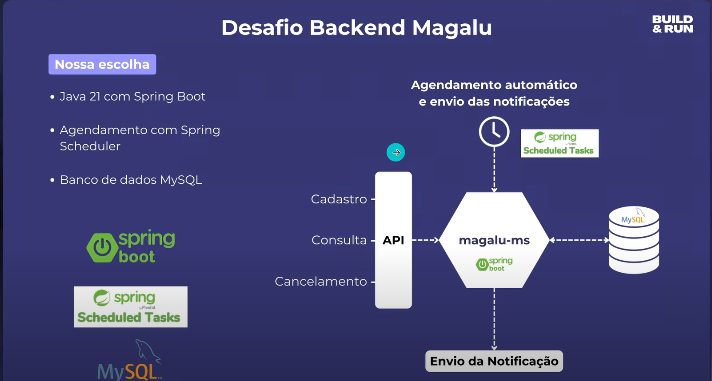 Desafio Backend Magalu
BUILD
& RUN
Nossa escolha
• Java 21 com Spring Boot
• Agendamento com Spring
Scheduler
• Banco de dados MySQL
spring
boot
spring
Scheduled Tasks
MySQL
Agendamento automático
e envio das notificações
spring
Scheduled Tasks
Cadastro
Consulta
Cancelamento
API
magalu-ms
spring
boot
MySQL
Envio da Notificação